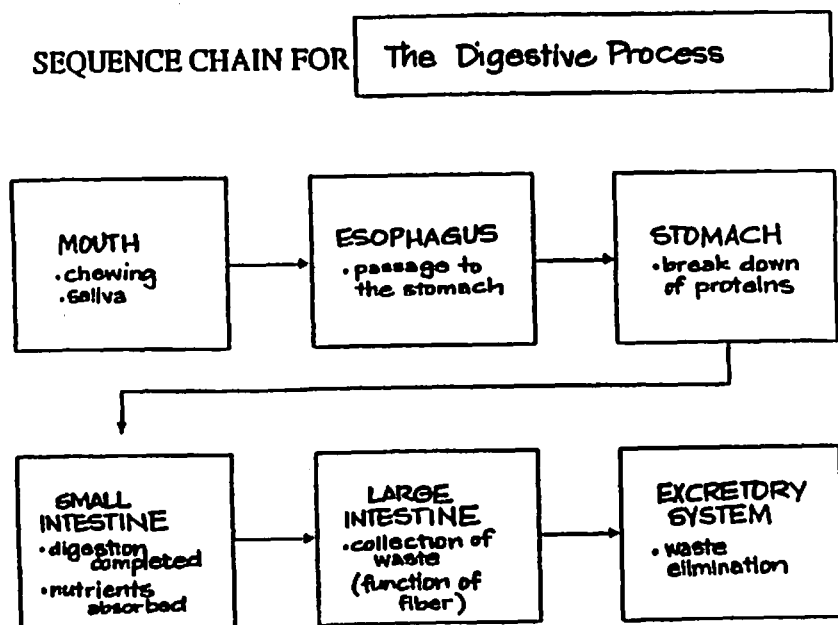 SEQUENCE CHAIN FOR The Digestive Process
MOUTH
• chewing
• saliva
ESOPHAGUS
• passage to
the stomach
STOMACH
• break down
of proteins
SMALL
INTESTINE
• digestion
completed
• nutrients
absorbed
LARGE
INTESTINE
• collection of
waste
(function of
fiber)
EXCRETORY
SYSTEM
• waste
elimination